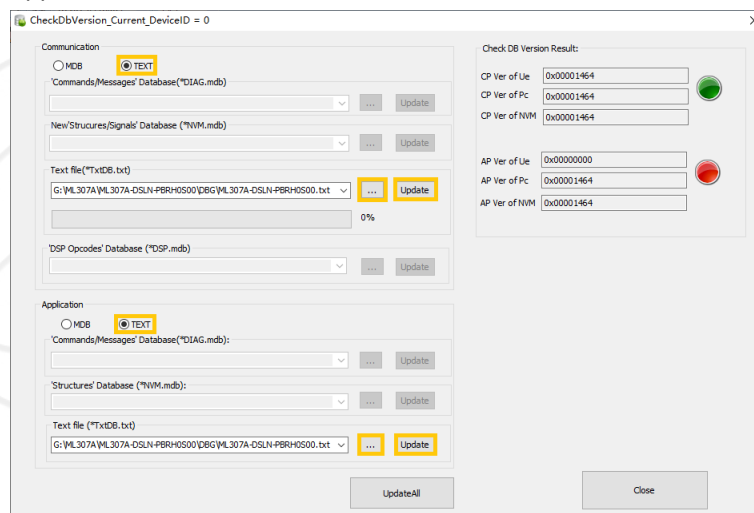 CheckDbVersion_Current_DeviceID = 0
Communication
MDB TEXT
'Commands/Messages' Database(*DIAG.mdb)
... Update
New'Strucures/Signals' Database (*NVM.mdb)
... Update
Text file(*TxtDB.txt)
G:\ML307A\ML307A-DSLN-PBRH0S00\DBG\ML307A-DSLN-PBRH0S00.txt ... Update
0%
'DSP Opcodes' Database (*DSP.mdb)
... Update
Application
MDB TEXT
'Commands/Messages' Database(*DIAG.mdb):
... Update
'Structures' Database (*NVM.mdb):
... Update
Text file (*TxtDB.txt)
G:\ML307A\ML307A-DSLN-PBRH0S00\DBG\ML307A-DSLN-PBRH0S00.txt ... Update
UpdateAll
Check DB Version Result:
CP Ver of Ue 0x00001464
CP Ver of Pc 0x00001464
CP Ver of NVM 0x00001464
AP Ver of Ue 0x00000000
AP Ver of Pc 0x00001464
AP Ver of NVM 0x00001464
Close